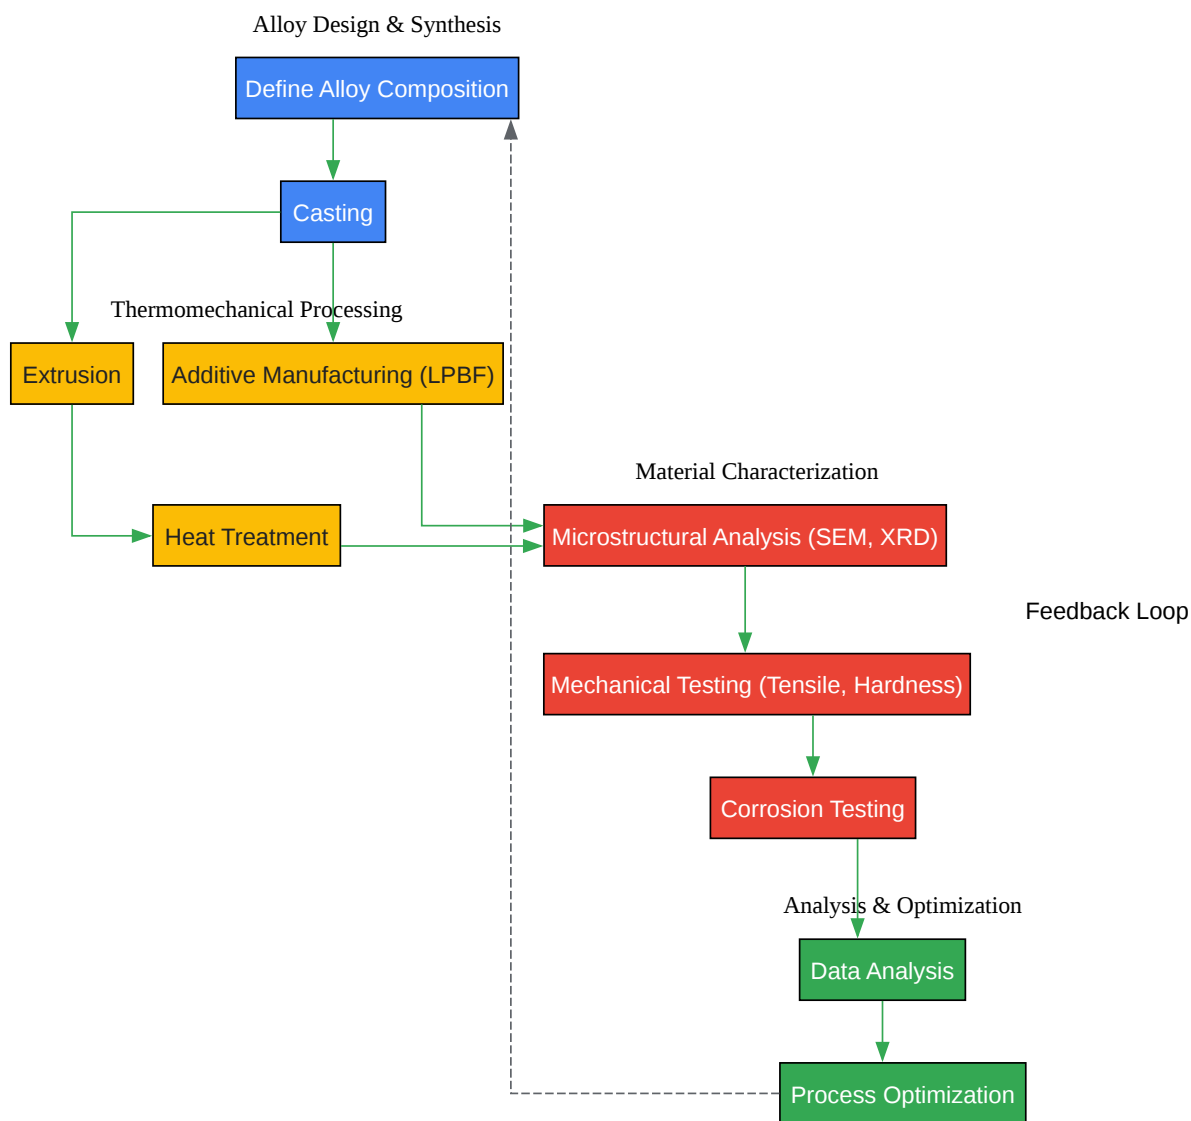 Alloy Design & Synthesis
Define Alloy Composition
Casting
Thermomechanical Processing
Extrusion
Additive Manufacturing (LPBF)
Material Characterization
Heat Treatment
Microstructural Analysis (SEM, XRD)
Feedback Loop
Mechanical Testing (Tensile, Hardness)
Corrosion Testing
Analysis & Optimization
Data Analysis
Process Optimization